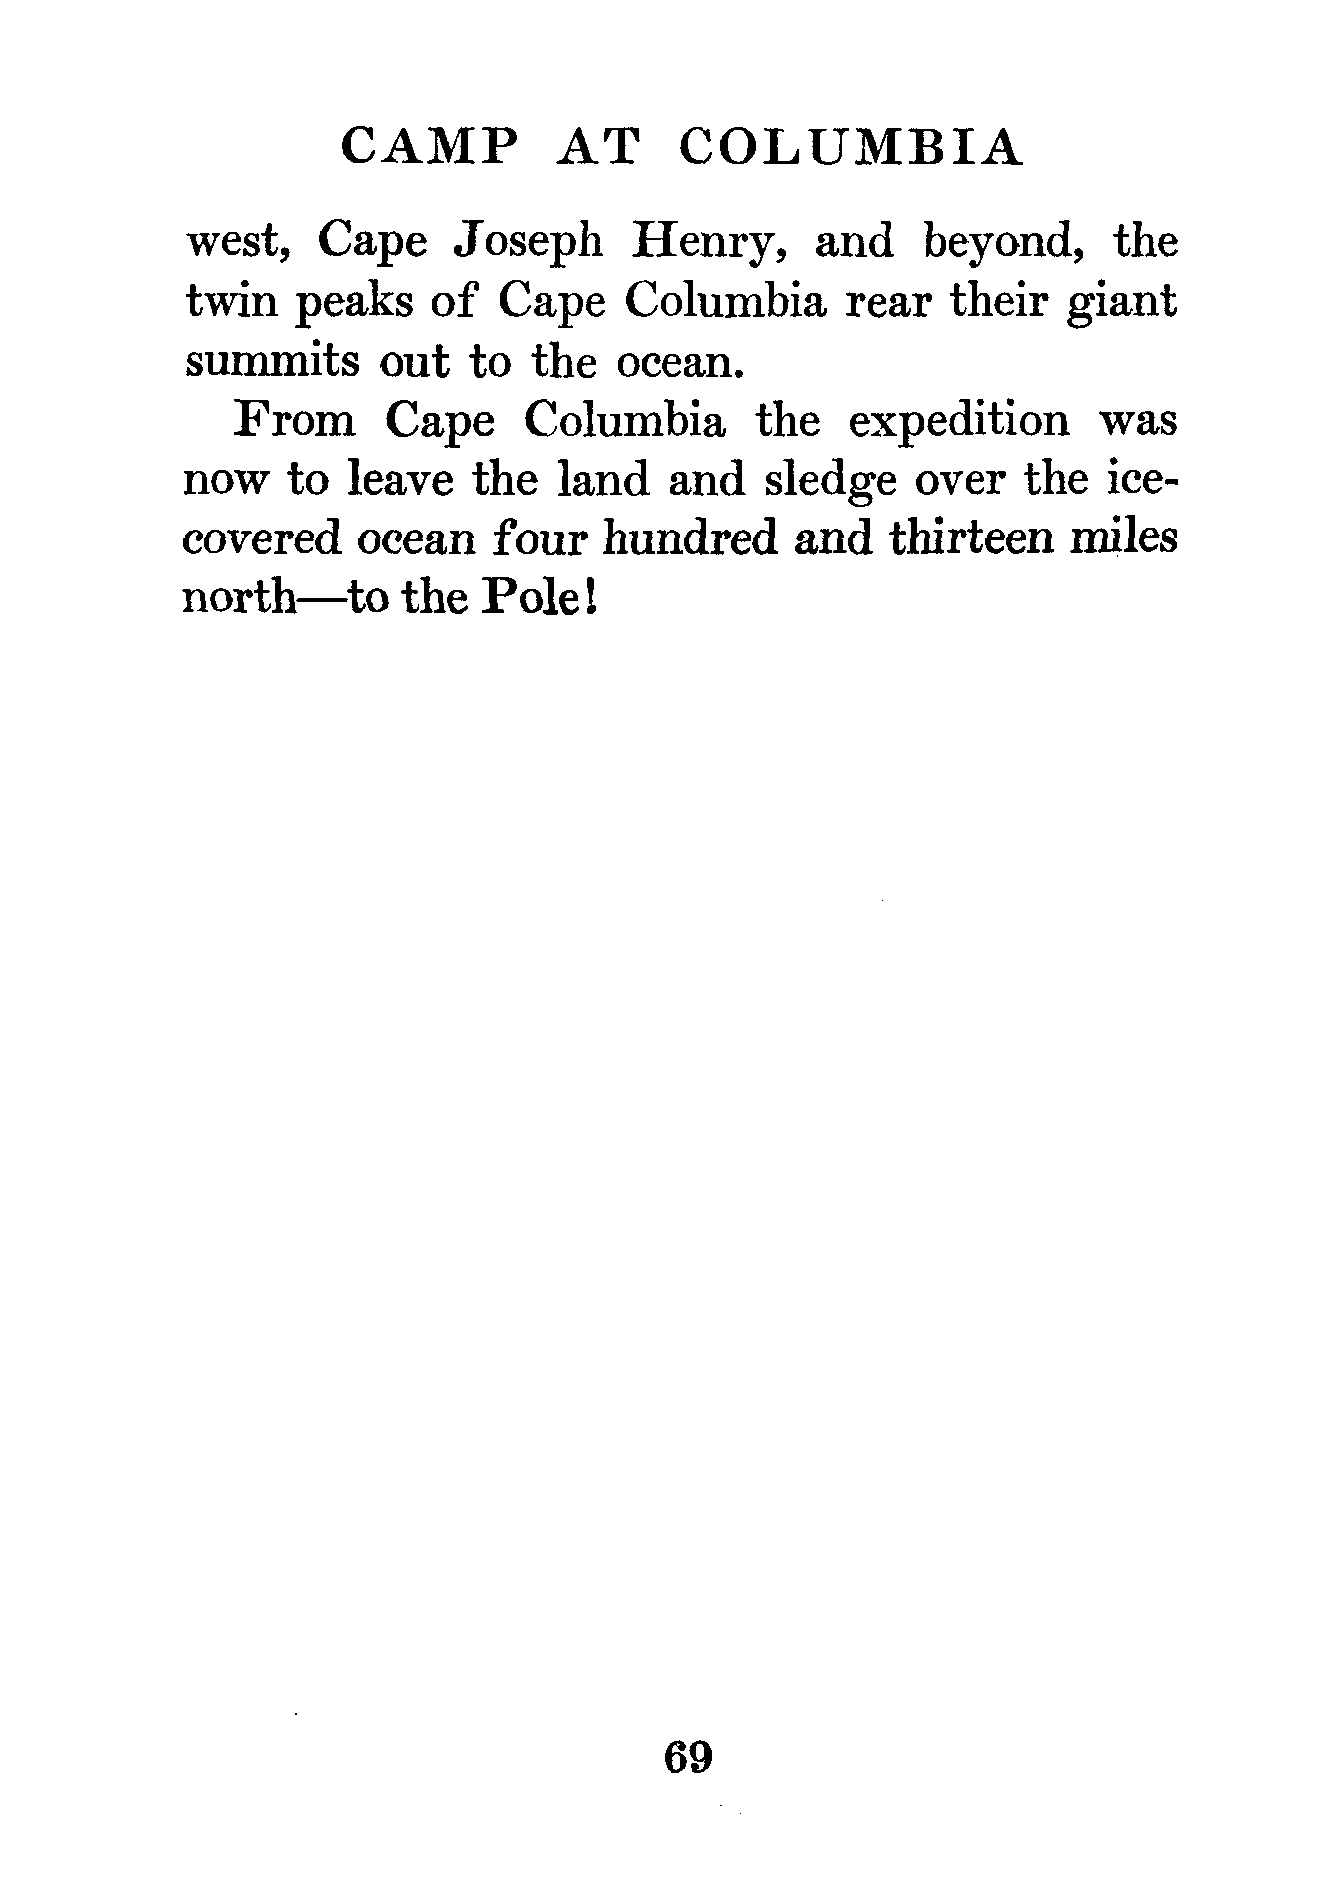 CAMP AT COLUMBIA
west, Cape Joseph Henry, and beyond, the
twin peaks of Cape Columbia rear their giant
summits out to the ocean.
From Cape Columbia the expedition was
now to leave the land and sledge over the ice-
covered ocean four hundred and thirteen miles
north—to the Pole!
69